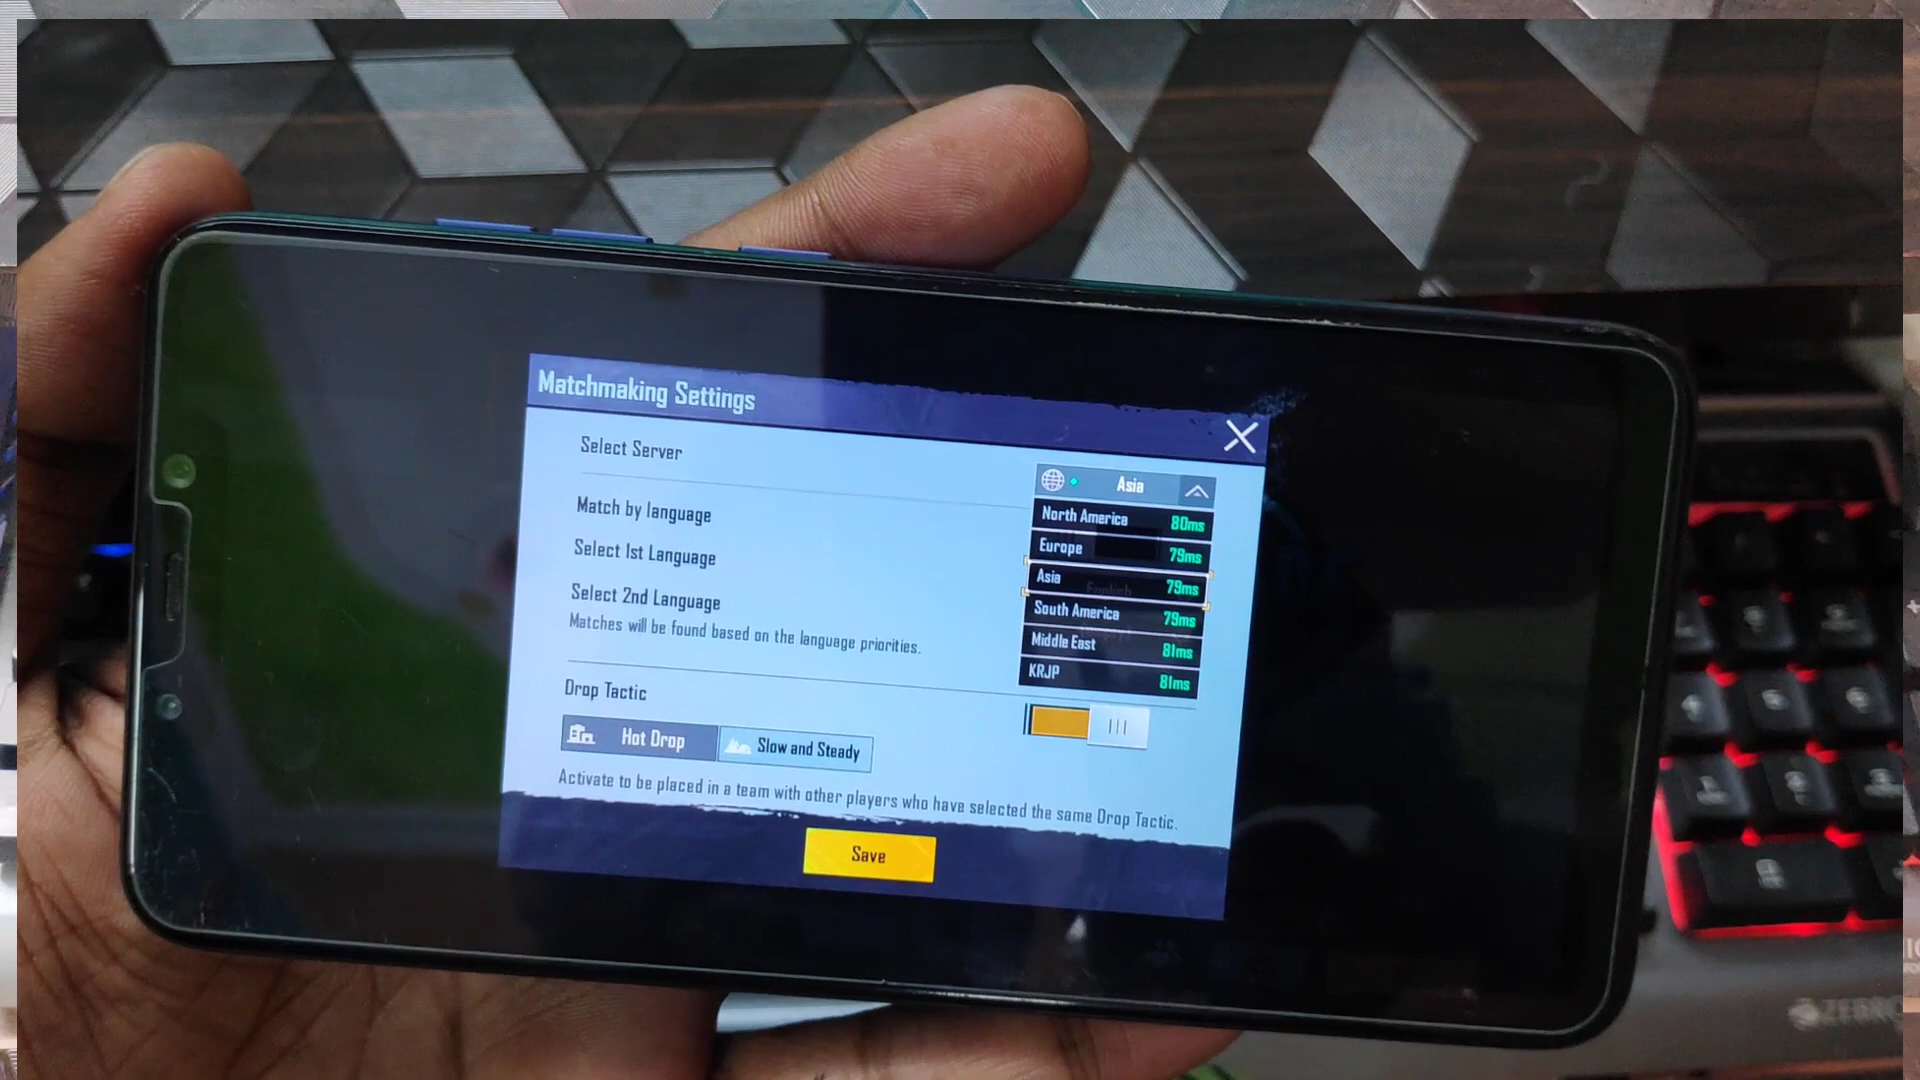 Matchmaking Settings
Select Server
Asia
North America 80ms
Match by language
Europe 79ms
Select 1st Language
Asia 79ms
Select 2nd Language
South America 79ms
Matches will be found based on the language priorities.
Middle East 81ms
KRJP 81ms
Drop Tactic
Hot Drop
Slow and Steady
Activate to be placed in a team with other players who have selected the same Drop Tactic.
Save